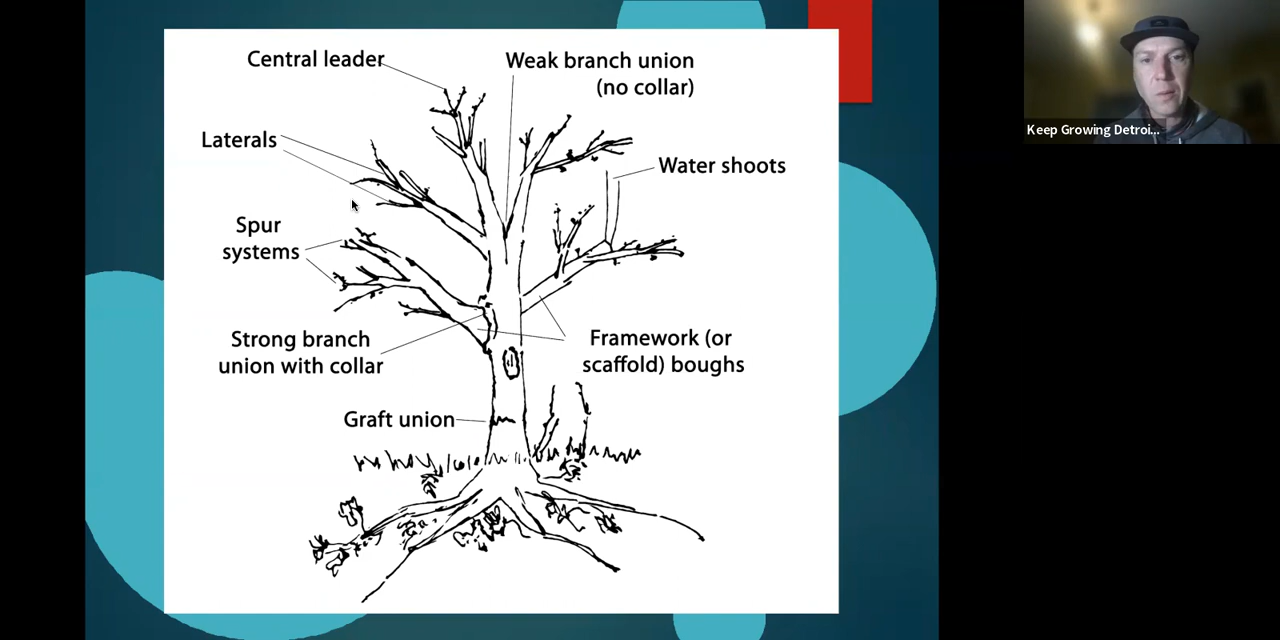 Central leader
Weak branch union
(no collar)
Laterals
Water shoots
Spur
systems
Strong branch
union with collar
Framework (or
scaffold) boughs
Graft union
Keep Growing Detroi...